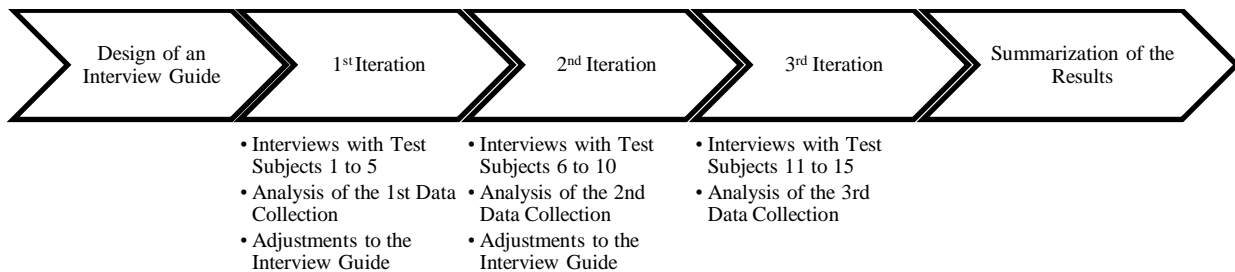 Design of an
Interview Guide
1st Iteration
2nd Iteration
3rd Iteration
Summarization of the
Results
• Interviews with Test
Subjects 1 to 5
• Analysis of the 1st Data
Collection
• Adjustments to the
Interview Guide
• Interviews with Test
Subjects 6 to 10
• Analysis of the 2nd
Data Collection
• Adjustments to the
Interview Guide
• Interviews with Test
Subjects 11 to 15
• Analysis of the 3rd
Data Collection